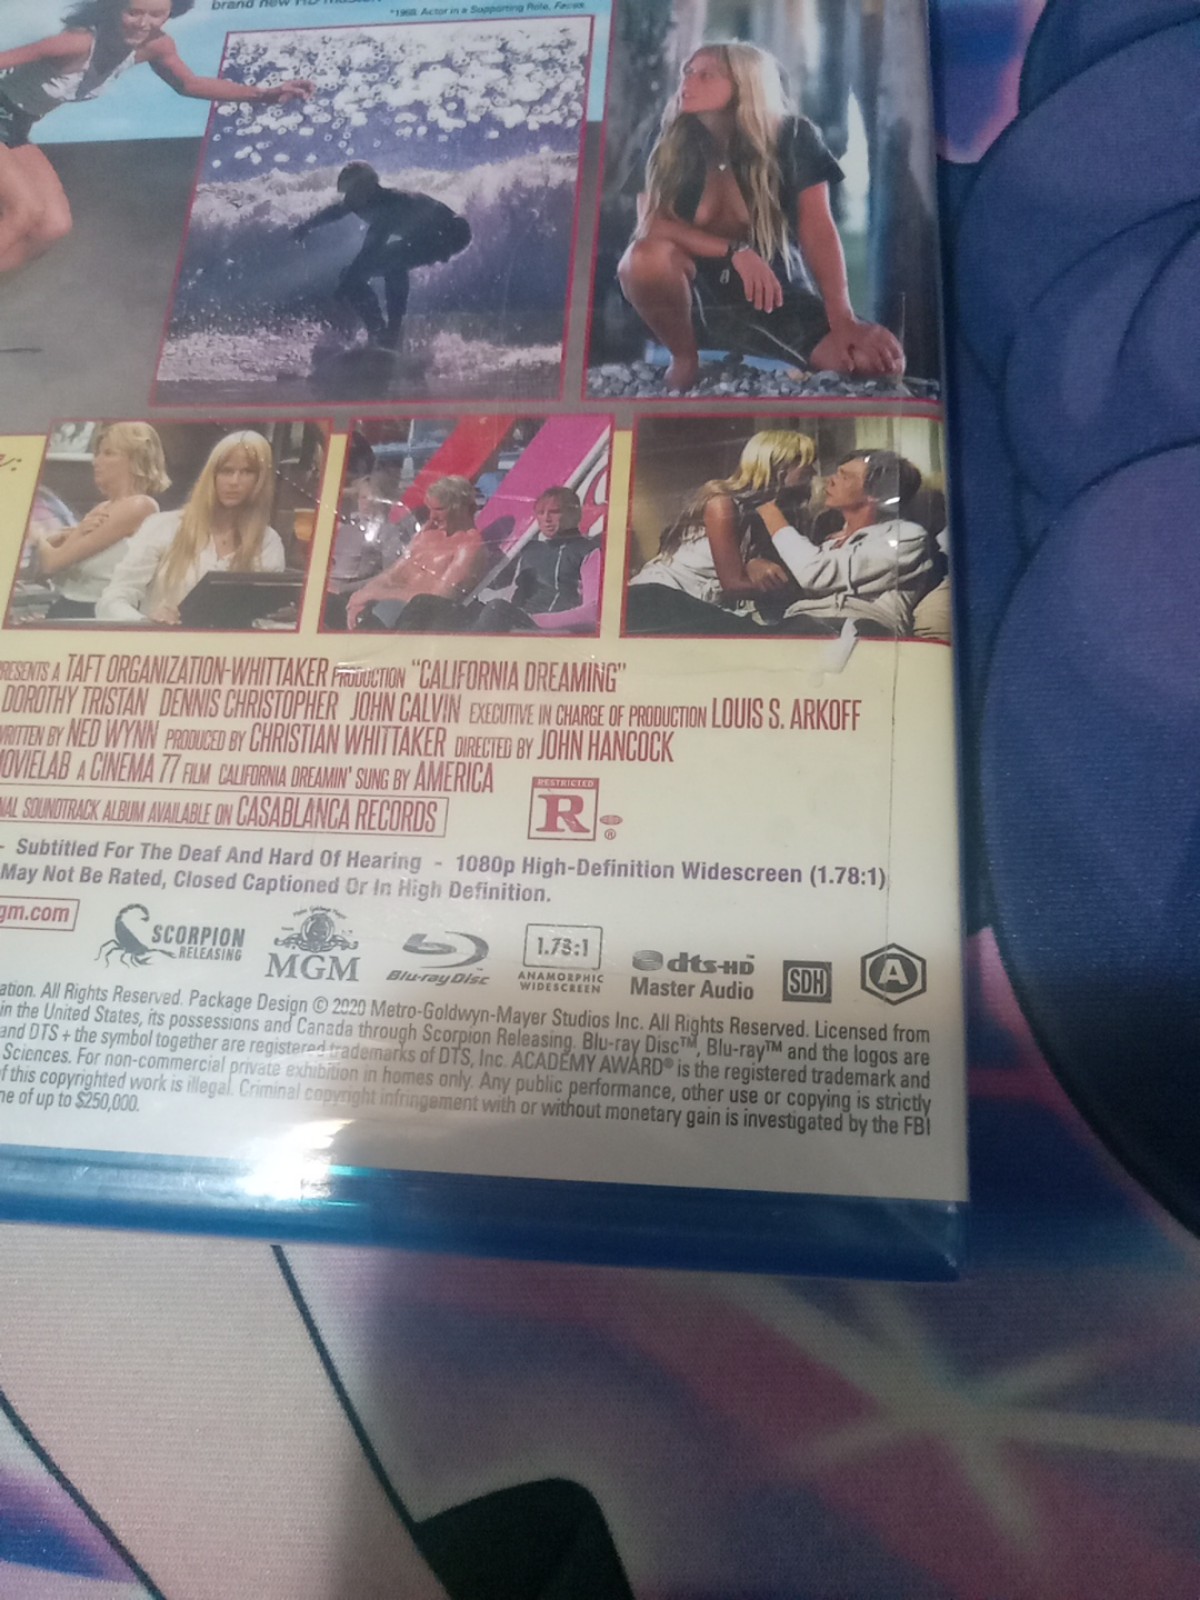 brand new HD mas
*1968. Actor in a Supporting Role, Faces.
PRESENTS A TAFT ORGANIZATION-WHITTAKER PRODUCTION "CALIFORNIA DREAMING"
DOROTHY TRISTAN DENNIS CHRISTOPHER JOHN CALVIN EXECUTIVE IN CHARGE OF PRODUCTION LOUIS S. ARKOFF
WRITTEN BY NED WYNN PRODUCED BY CHRISTIAN WHITTAKER DIRECTED BY JOHN HANCOCK
MOVIELAB A CINEMA 77 FILM CALIFORNIA DREAMIN' SUNG BY AMERICA
NAL SOUNDTRACK ALBUM AVAILABLE ON CASABLANCA RECORDS
RESTRICTED
R
®
- Subtitled For The Deaf And Hard Of Hearing - 1080p High-Definition Widescreen (1.78:1)
May Not Be Rated, Closed Captioned Or In High Definition.
gm.com
SCORPION
RELEASING
MGM
Blu-ray Disc
1.78:1
ANAMORPHIC
WIDESCREEN
dts-HD
Master Audio
SDH
A
ation. All Rights Reserved. Package Design © 2020 Metro-Goldwyn-Mayer Studios Inc. All Rights Reserved. Licensed from
in the United States, its possessions and Canada through Scorpion Releasing. Blu-ray Disc™, Blu-ray™ and the logos are
and DTS + the symbol together are registered trademarks of DTS, Inc. ACADEMY AWARD® is the registered trademark and
Sciences. For non-commercial private exhibition in homes only. Any public performance, other use or copying is strictly
f this copyrighted work is illegal. Criminal copyright infringement with or without monetary gain is investigated by the FBI
ne of up to $250,000.